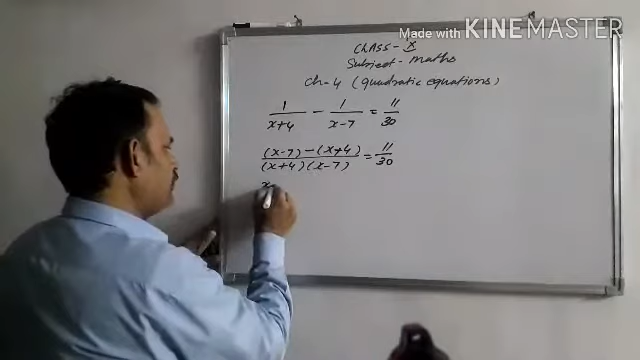 Made with KINEMASTER
CLASS - X
Subject - maths
Ch-4 (quadratic equations)
1/(x+4) - 1/(x-7) = 11/30
((x-7) - (x+4))/((x+4)(x-7)) = 11/30
x-